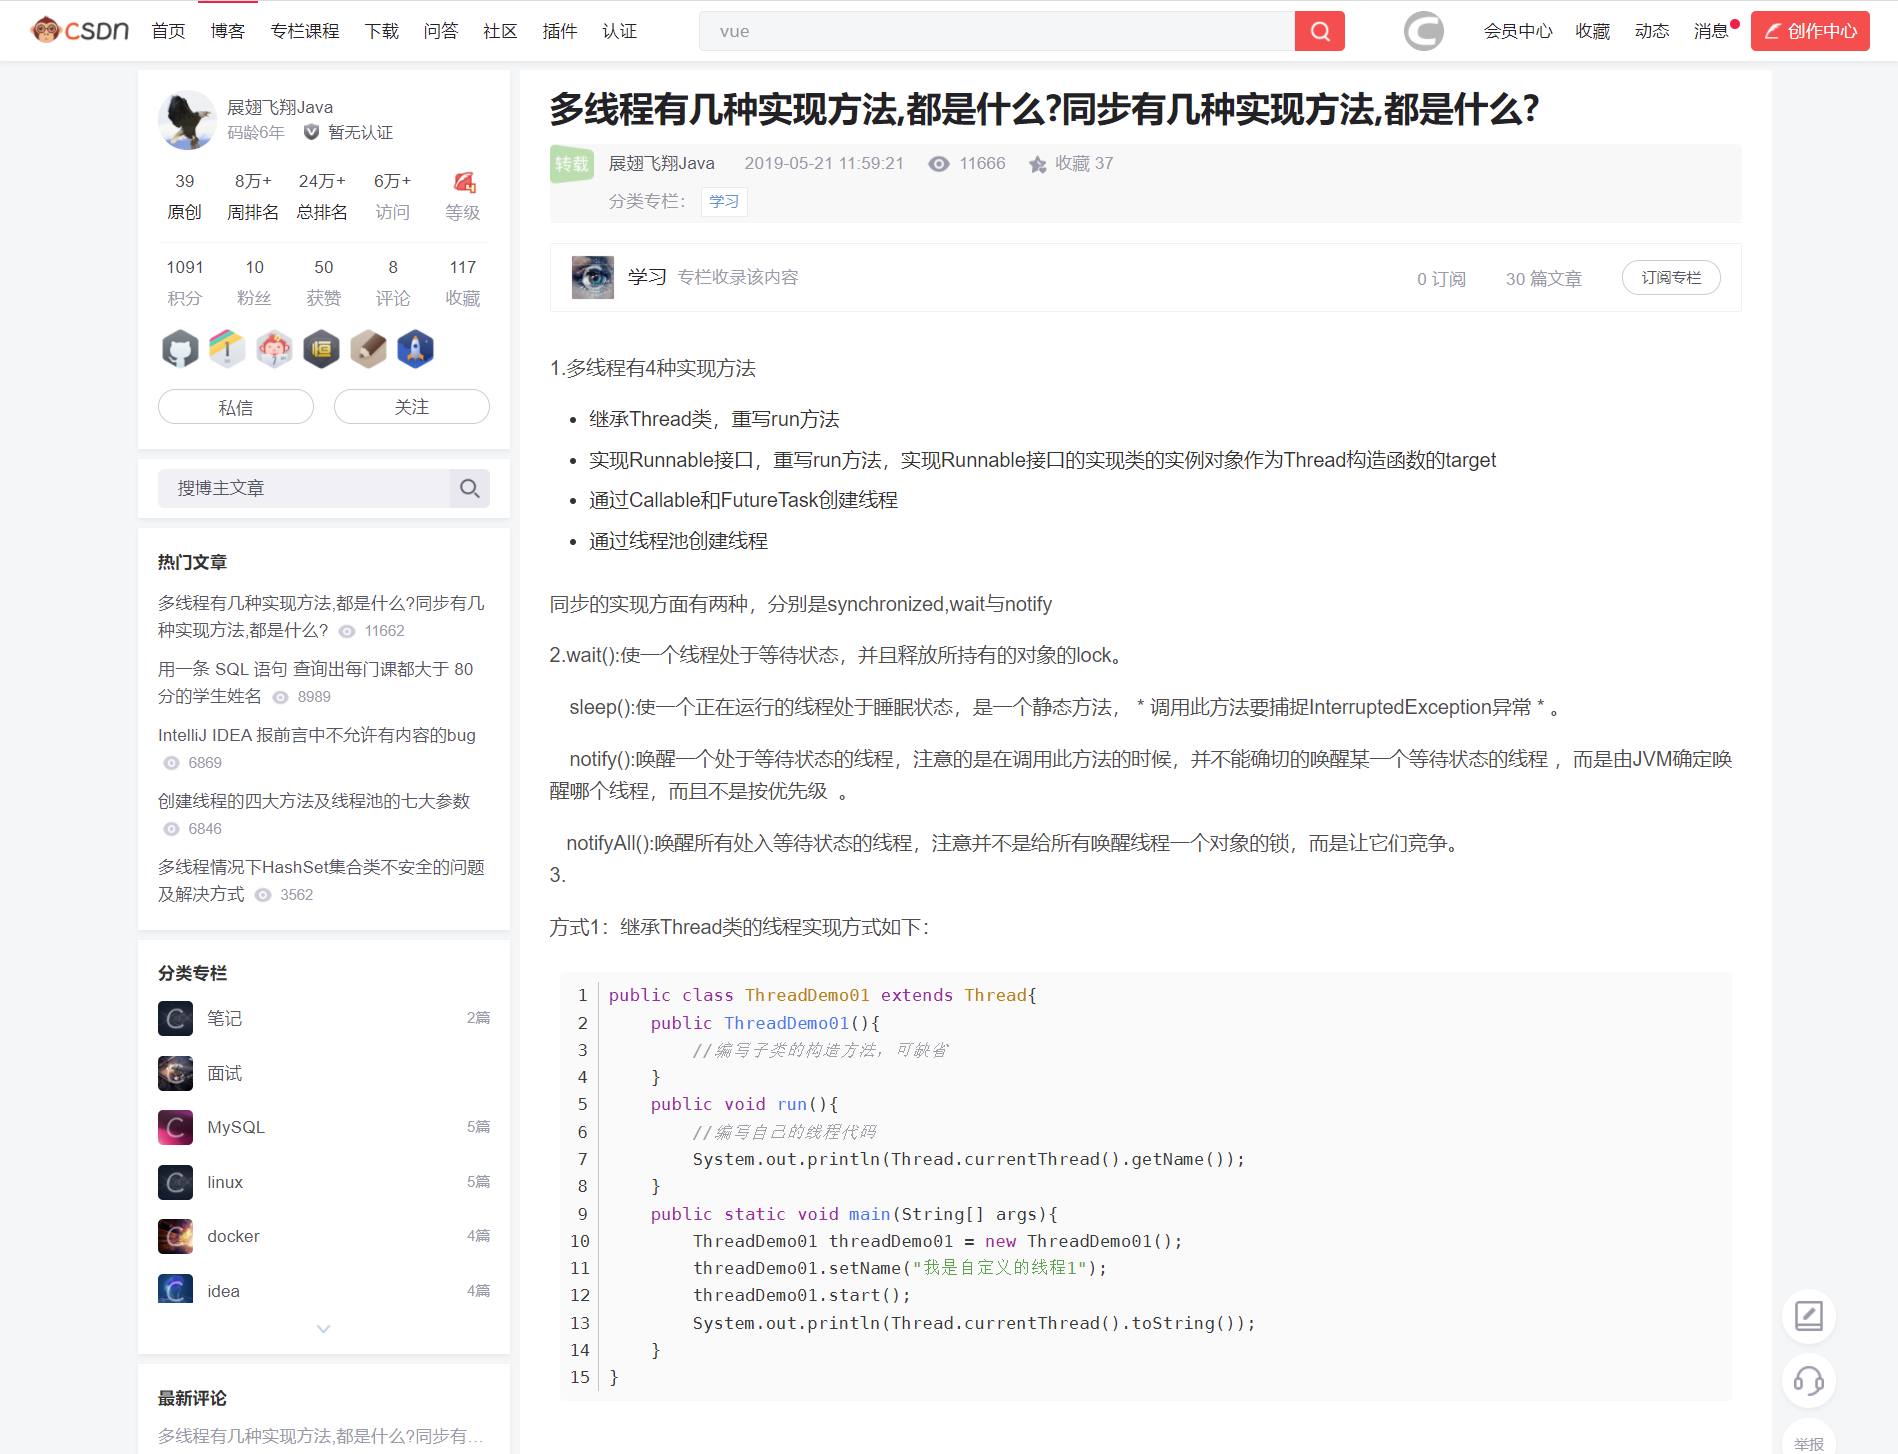 CSDN 首页 博客 专栏课程 下载 问答 社区 插件 认证 vue 会员中心 收藏 动态 消息 创作中心
展翅飞翔Java
码龄6年 暂无认证
39 8万+ 24万+ 6万+ 4
原创 周排名 总排名 访问 等级
1091 10 50 8 117
积分 粉丝 获赞 评论 收藏
私信 关注
搜博主文章
热门文章
多线程有几种实现方法,都是什么?同步有几
种实现方法,都是什么? 11662
用一条 SQL 语句 查询出每门课都大于 80
分的学生姓名 8989
IntelliJ IDEA 报前言中不允许有内容的bug
6869
创建线程的四大方法及线程池的七大参数
6846
多线程情况下HashSet集合类不安全的问题
及解决方式 3562
分类专栏
笔记 2篇
面试
MySQL 5篇
linux 5篇
docker 4篇
idea 4篇
最新评论
多线程有几种实现方法,都是什么?同步有...
多线程有几种实现方法,都是什么?同步有几种实现方法,都是什么?
转载 展翅飞翔Java 2019-05-21 11:59:21 11666 收藏 37
分类专栏： 学习
学习 专栏收录该内容 0 订阅 30 篇文章 订阅专栏
1.多线程有4种实现方法
• 继承Thread类，重写run方法
• 实现Runnable接口，重写run方法，实现Runnable接口的实现类的实例对象作为Thread构造函数的target
• 通过Callable和FutureTask创建线程
• 通过线程池创建线程
同步的实现方面有两种，分别是synchronized,wait与notify
2.wait():使一个线程处于等待状态，并且释放所持有的对象的lock。
sleep():使一个正在运行的线程处于睡眠状态，是一个静态方法， * 调用此方法要捕捉InterruptedException异常 * 。
notify():唤醒一个处于等待状态的线程，注意的是在调用此方法的时候，并不能确切的唤醒某一个等待状态的线程 ，而是由JVM确定唤
醒哪个线程，而且不是按优先级 。
notifyAll():唤醒所有处入等待状态的线程，注意并不是给所有唤醒线程一个对象的锁，而是让它们竞争。
3.
方式1：继承Thread类的线程实现方式如下：
1 public class ThreadDemo01 extends Thread{
2 public ThreadDemo01(){
3 //编写子类的构造方法，可缺省
4 }
5 public void run(){
6 //编写自己的线程代码
7 System.out.println(Thread.currentThread().getName());
8 }
9 public static void main(String[] args){
10 ThreadDemo01 threadDemo01 = new ThreadDemo01();
11 threadDemo01.setName("我是自定义的线程1");
12 threadDemo01.start();
13 System.out.println(Thread.currentThread().toString());
14 }
15 }
举报